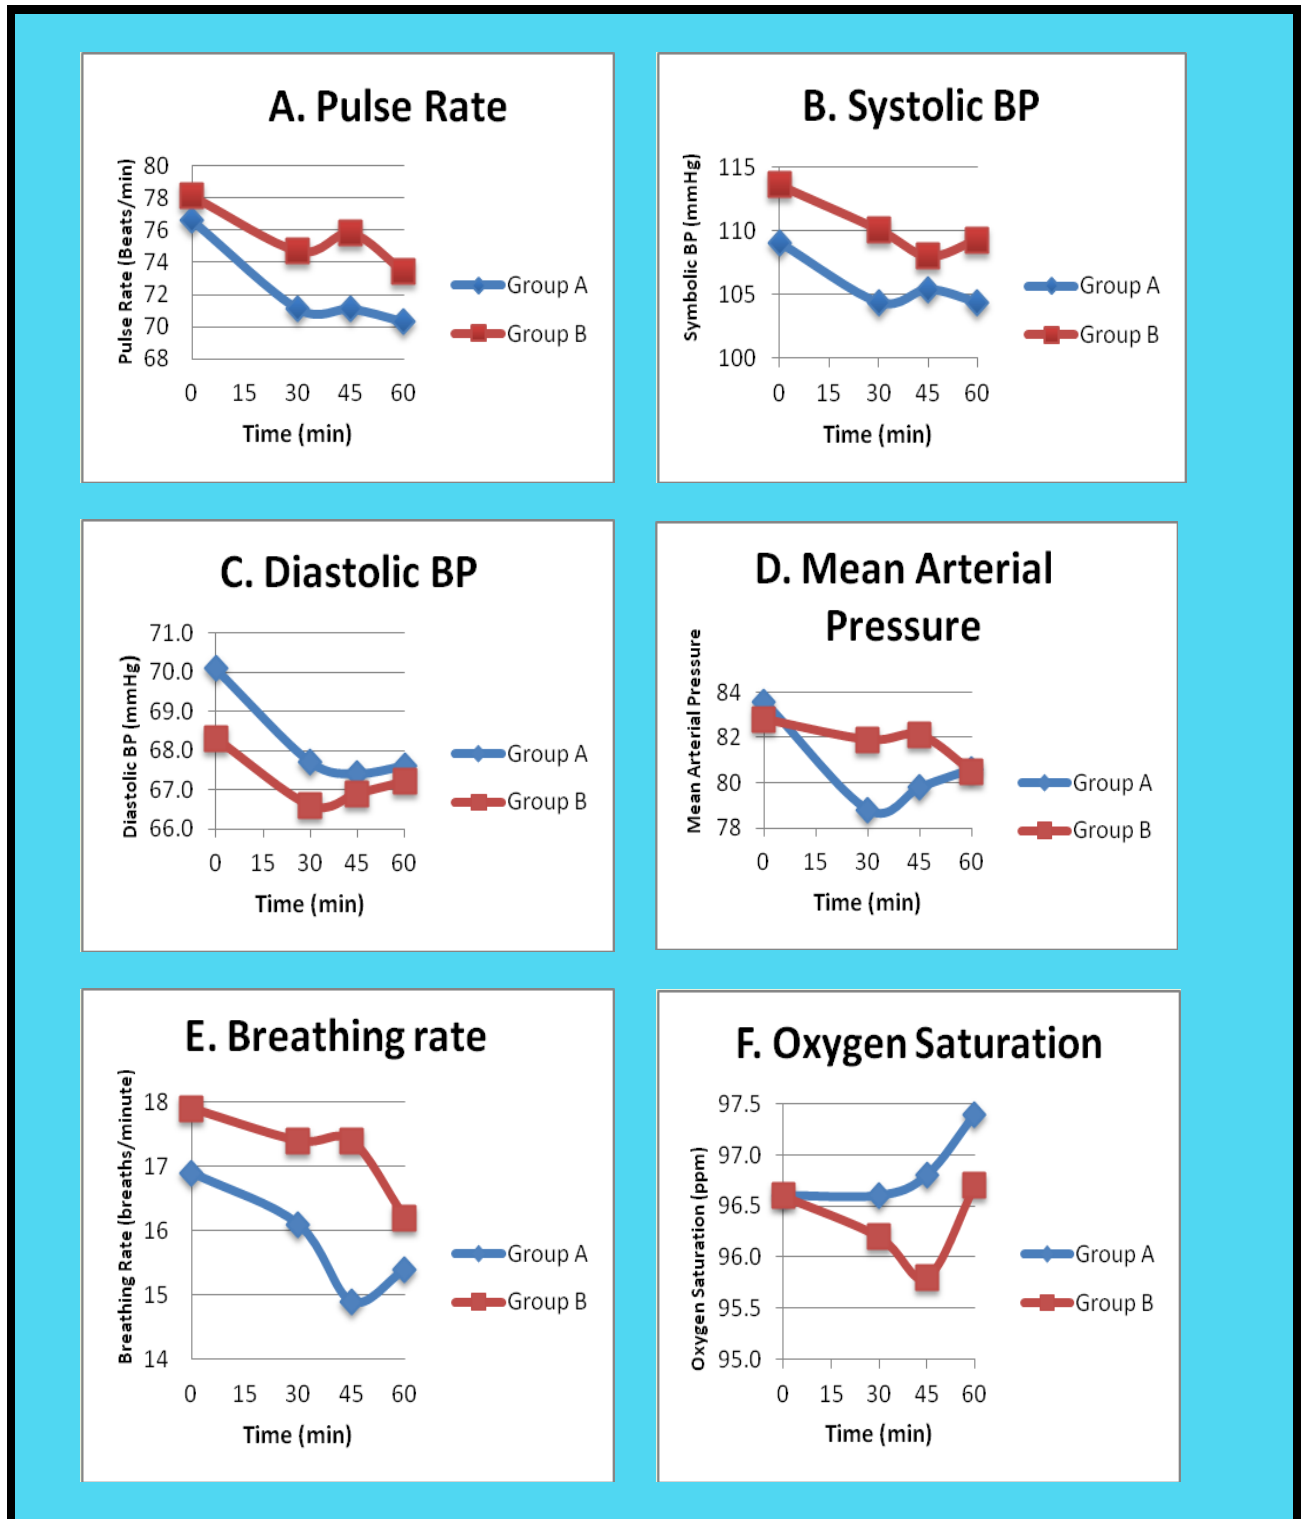 A. Pulse Rate
Pulse Rate (Beats/min)
80
78
76
74
72
70
68
0 15 30 45 60
Time (min)
Group A
Group B
B. Systolic BP
Symbolic BP (mmHg)
115
110
105
100
0 15 30 45 60
Time (min)
Group A
Group B
C. Diastolic BP
Diastolic BP (mmHg)
71.0
70.0
69.0
68.0
67.0
66.0
0 15 30 45 60
Time (min)
Group A
Group B
D. Mean Arterial
Pressure
Mean Arterial Pressure
84
82
80
78
0 15 30 45 60
Time (min)
Group A
Group B
E. Breathing rate
Breathing Rate (breaths/minute)
18
17
16
15
14
0 15 30 45 60
Time (min)
Group A
Group B
F. Oxygen Saturation
Oxygen Saturation (ppm)
97.5
97.0
96.5
96.0
95.5
95.0
0 15 30 45 60
Time (min)
Group A
Group B